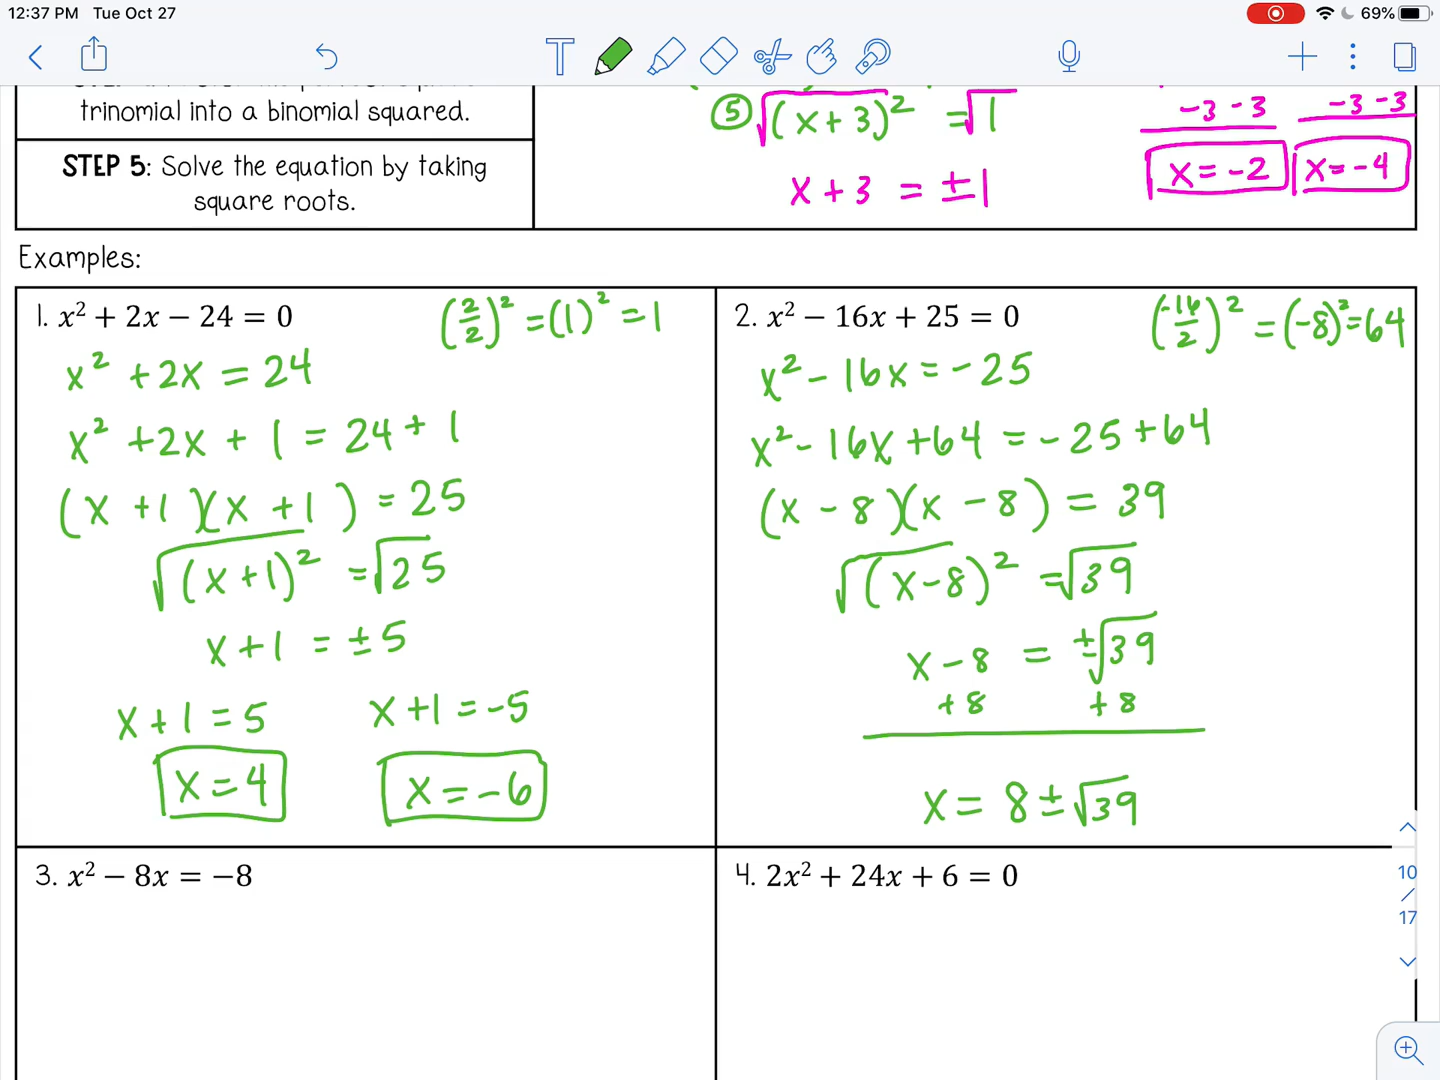 12:37 PM Tue Oct 27 69%
trinomial into a binomial squared.
STEP 5: Solve the equation by taking
square roots.
⑤ √(x+3)² = √1
x + 3 = ±1
-3 -3 -3 -3
x = -2 x = -4
Examples:
1. x² + 2x − 24 = 0 (2/2)² = (1)² = 1
x² + 2x = 24
x² + 2x + 1 = 24 + 1
(x + 1)(x + 1) = 25
√(x+1)² = √25
x + 1 = ±5
x + 1 = 5 x + 1 = -5
x = 4 x = -6
2. x² − 16x + 25 = 0 (-16/2)² = (-8)² = 64
x² - 16x = -25
x² - 16x + 64 = -25 + 64
(x - 8)(x - 8) = 39
√(x-8)² = √39
x - 8 = ±√39
+8 +8
x = 8 ± √39
3. x² − 8x = −8
4. 2x² + 24x + 6 = 0
10
/
17